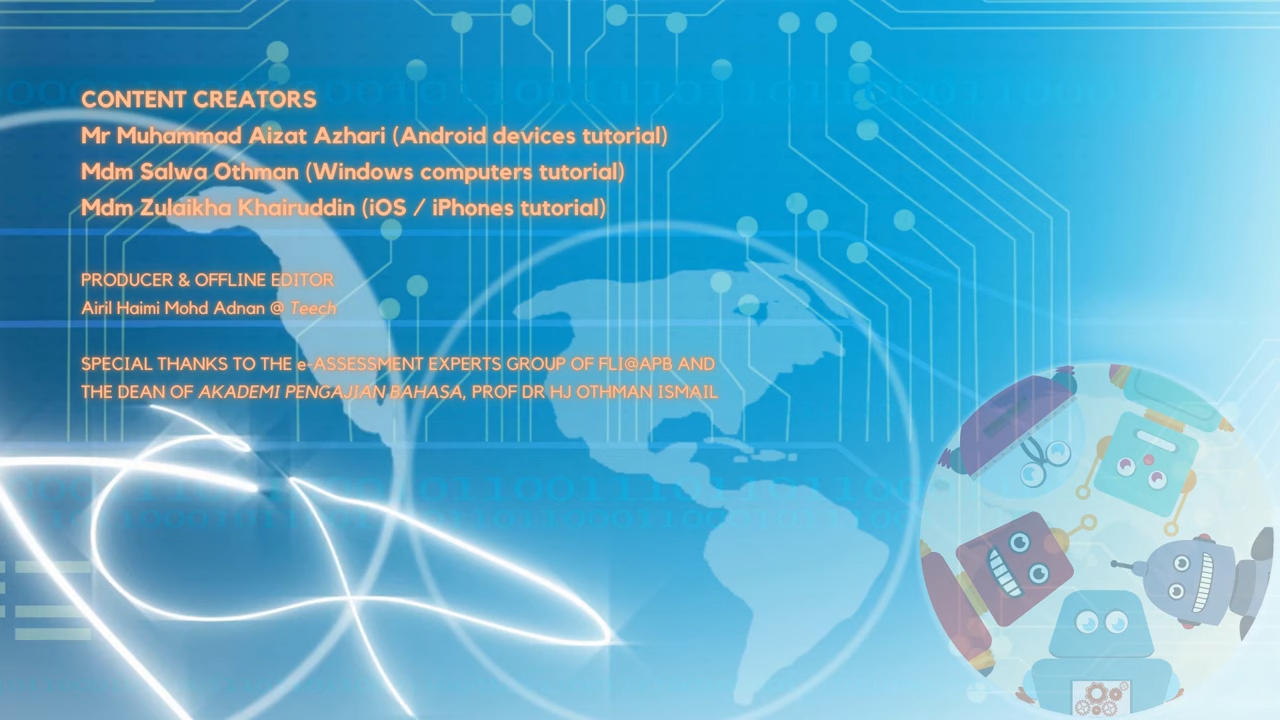 CONTENT CREATORS
Mr Muhammad Aizat Azhari (Android devices tutorial)
Mdm Salwa Othman (Windows computers tutorial)
Mdm Zulaikha Khairuddin (iOS / iPhones tutorial)
PRODUCER & OFFLINE EDITOR
Airil Haimi Mohd Adnan @ Teech
SPECIAL THANKS TO THE e-ASSESSMENT EXPERTS GROUP OF FLI@APB AND
THE DEAN OF AKADEMI PENGAJIAN BAHASA, PROF DR HJ OTHMAN ISMAIL